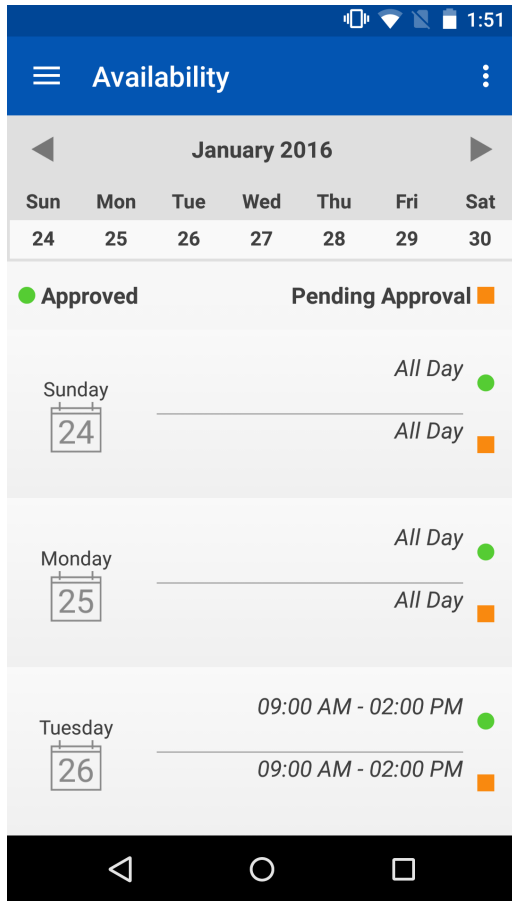 1:51
Availability
January 2016
Sun Mon Tue Wed Thu Fri Sat
24 25 26 27 28 29 30
Approved Pending Approval
Sunday
24
All Day
All Day
Monday
25
All Day
All Day
Tuesday
26
09:00 AM - 02:00 PM
09:00 AM - 02:00 PM